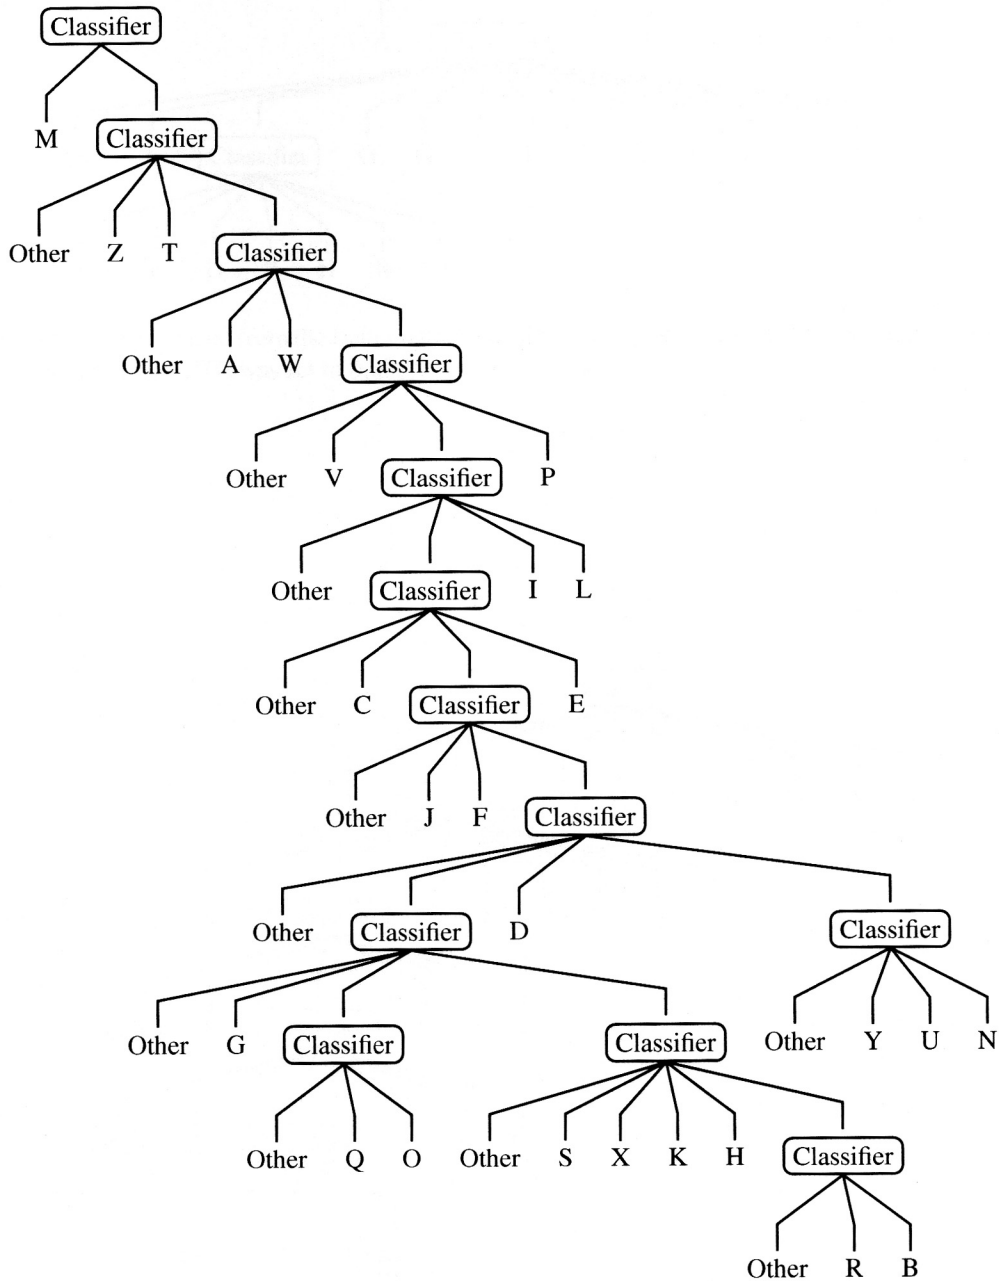 Classifier
M Classifier
Other Z T Classifier
Other A W Classifier
Other V Classifier P
Other Classifier I L
Other C Classifier E
Other J F Classifier
Other Classifier D Classifier
Other G Classifier Classifier Other Y U N
Other Q O Other S X K H Classifier
Other R B